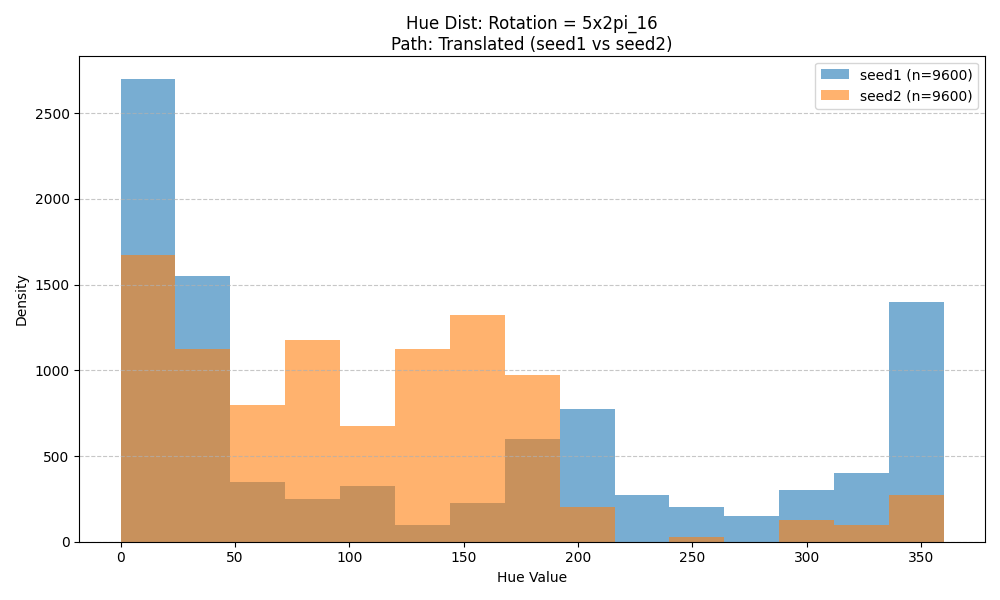 Hue Dist: Rotation = 5x2pi_16
Path: Translated (seed1 vs seed2)
seed1 (n=9600)
seed2 (n=9600)
Density
2500
2000
1500
1000
500
0
0 50 100 150 200 250 300 350
Hue Value